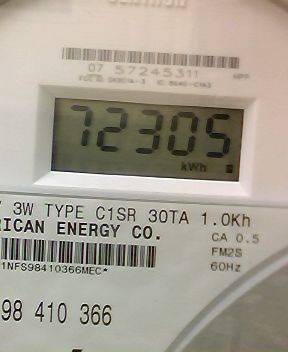 07 57245311 HPP
72305
kWh
3W TYPE C1SR 30TA 1.0Kh
RICAN ENERGY CO. CA 0.5
FM2S
1NFS98410366MEC* 60Hz
98 410 366